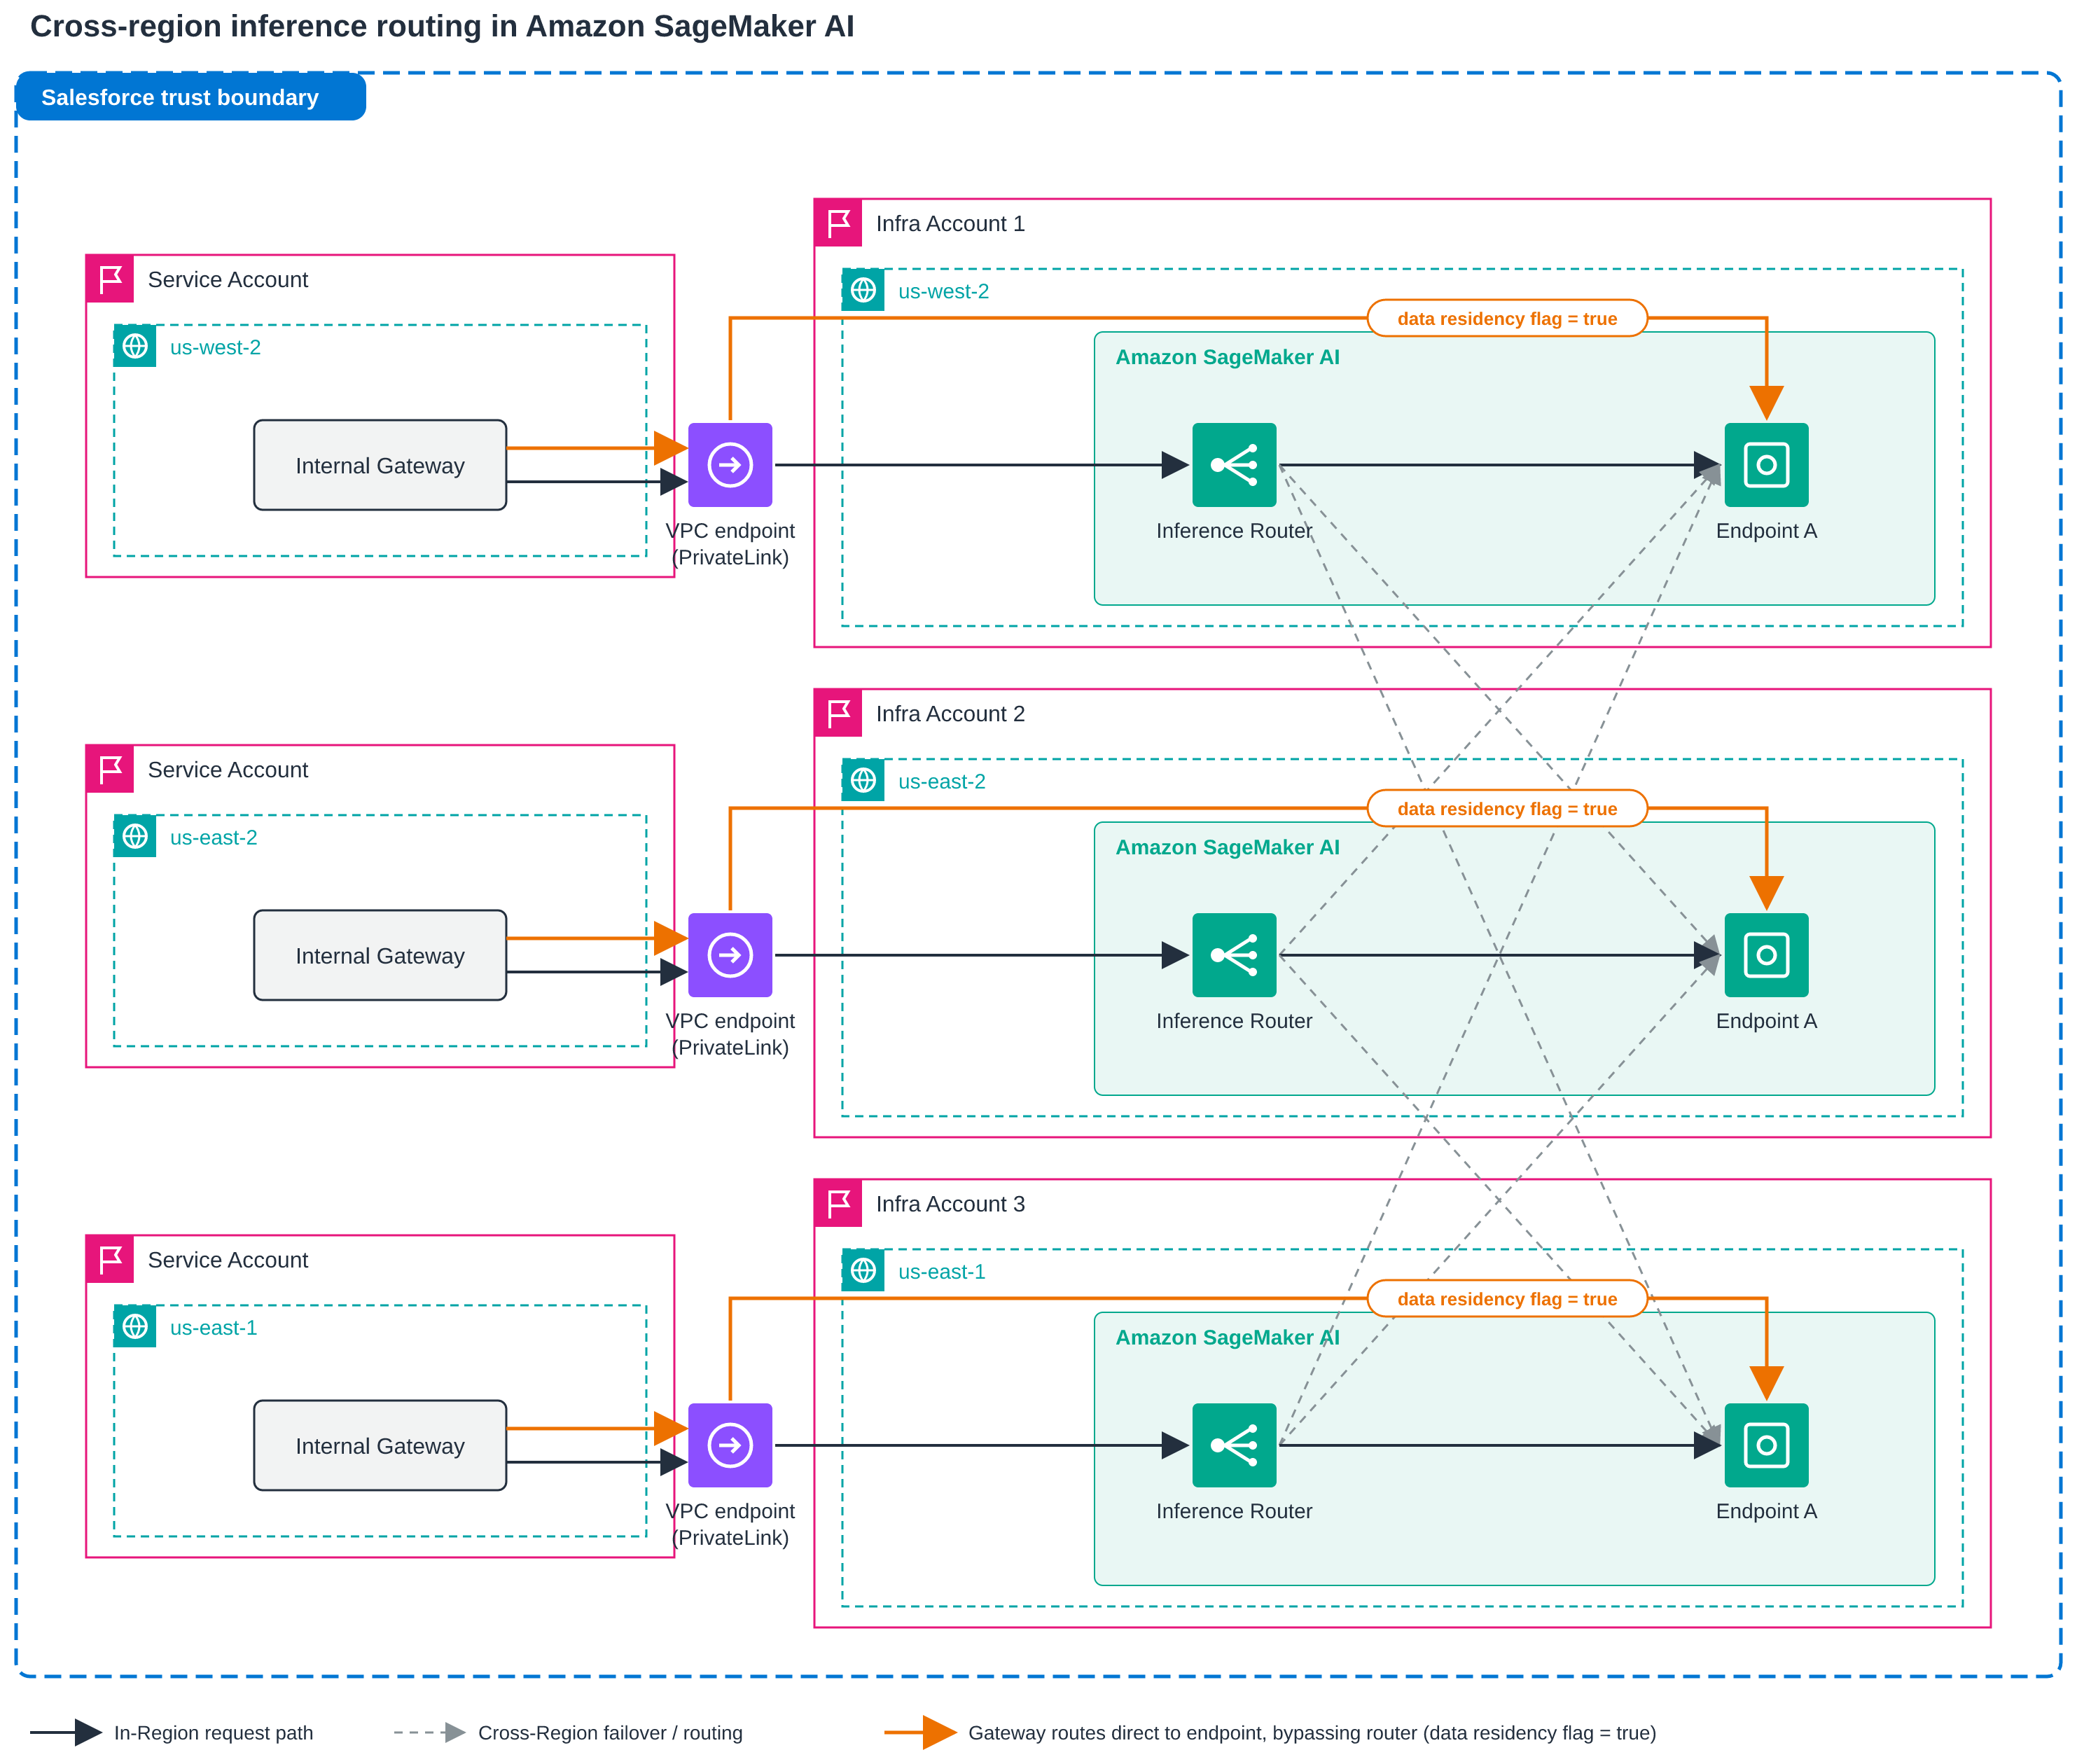 Cross-region inference routing in Amazon SageMaker AI
Salesforce trust boundary
Infra Account 1
Service Account
us-west-2
us-west-2
data residency flag = true
Amazon SageMaker AI
Internal Gateway
VPC endpoint
(PrivateLink)
Inference Router
Endpoint A
Infra Account 2
Service Account
us-east-2
us-east-2
data residency flag = true
Amazon SageMaker AI
Internal Gateway
VPC endpoint
(PrivateLink)
Inference Router
Endpoint A
Infra Account 3
Service Account
us-east-1
us-east-1
data residency flag = true
Amazon SageMaker AI
Internal Gateway
VPC endpoint
(PrivateLink)
Inference Router
Endpoint A
In-Region request path
Cross-Region failover / routing
Gateway routes direct to endpoint, bypassing router (data residency flag = true)